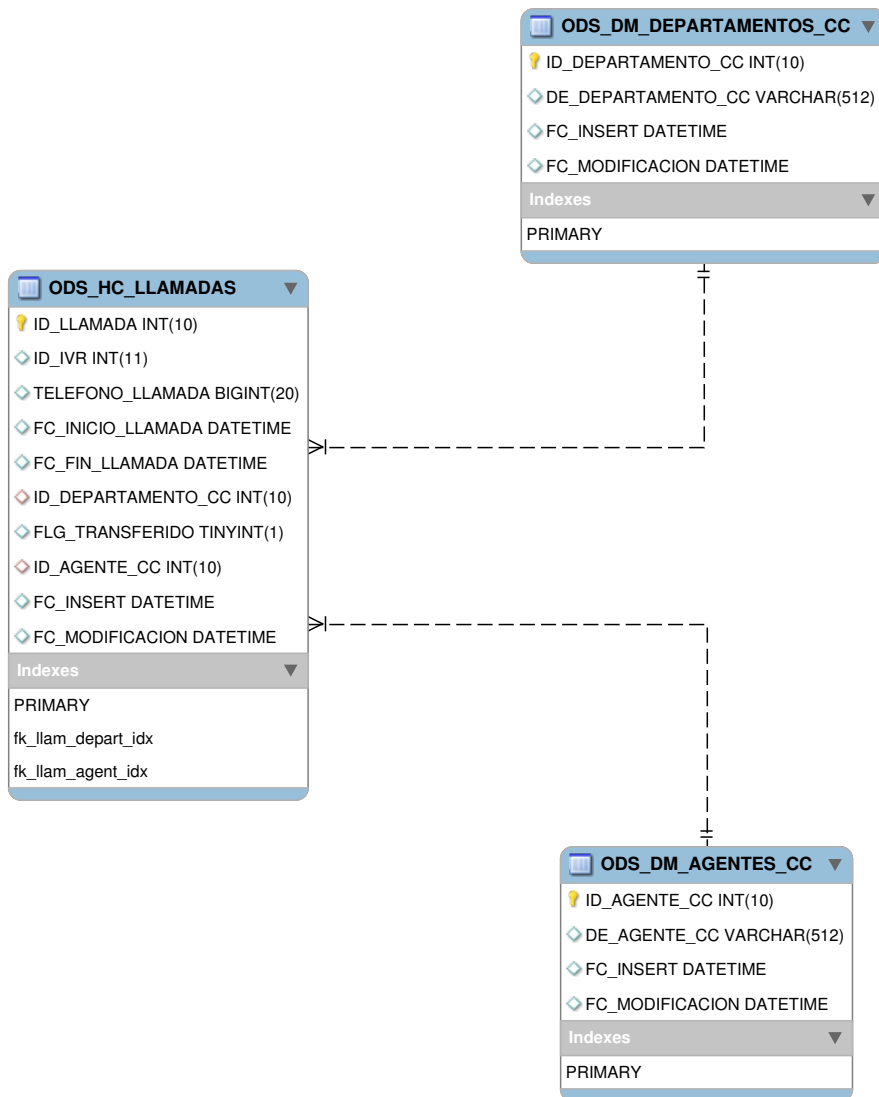 ODS_DM_DEPARTAMENTOS_CC
ID_DEPARTAMENTO_CC INT(10)
DE_DEPARTAMENTO_CC VARCHAR(512)
FC_INSERT DATETIME
FC_MODIFICACION DATETIME
Indexes
PRIMARY
ODS_HC_LLAMADAS
ID_LLAMADA INT(10)
ID_IVR INT(11)
TELEFONO_LLAMADA BIGINT(20)
FC_INICIO_LLAMADA DATETIME
FC_FIN_LLAMADA DATETIME
ID_DEPARTAMENTO_CC INT(10)
FLG_TRANSFERIDO TINYINT(1)
ID_AGENTE_CC INT(10)
FC_INSERT DATETIME
FC_MODIFICACION DATETIME
Indexes
PRIMARY
fk_llam_depart_idx
fk_llam_agent_idx
ODS_DM_AGENTES_CC
ID_AGENTE_CC INT(10)
DE_AGENTE_CC VARCHAR(512)
FC_INSERT DATETIME
FC_MODIFICACION DATETIME
Indexes
PRIMARY